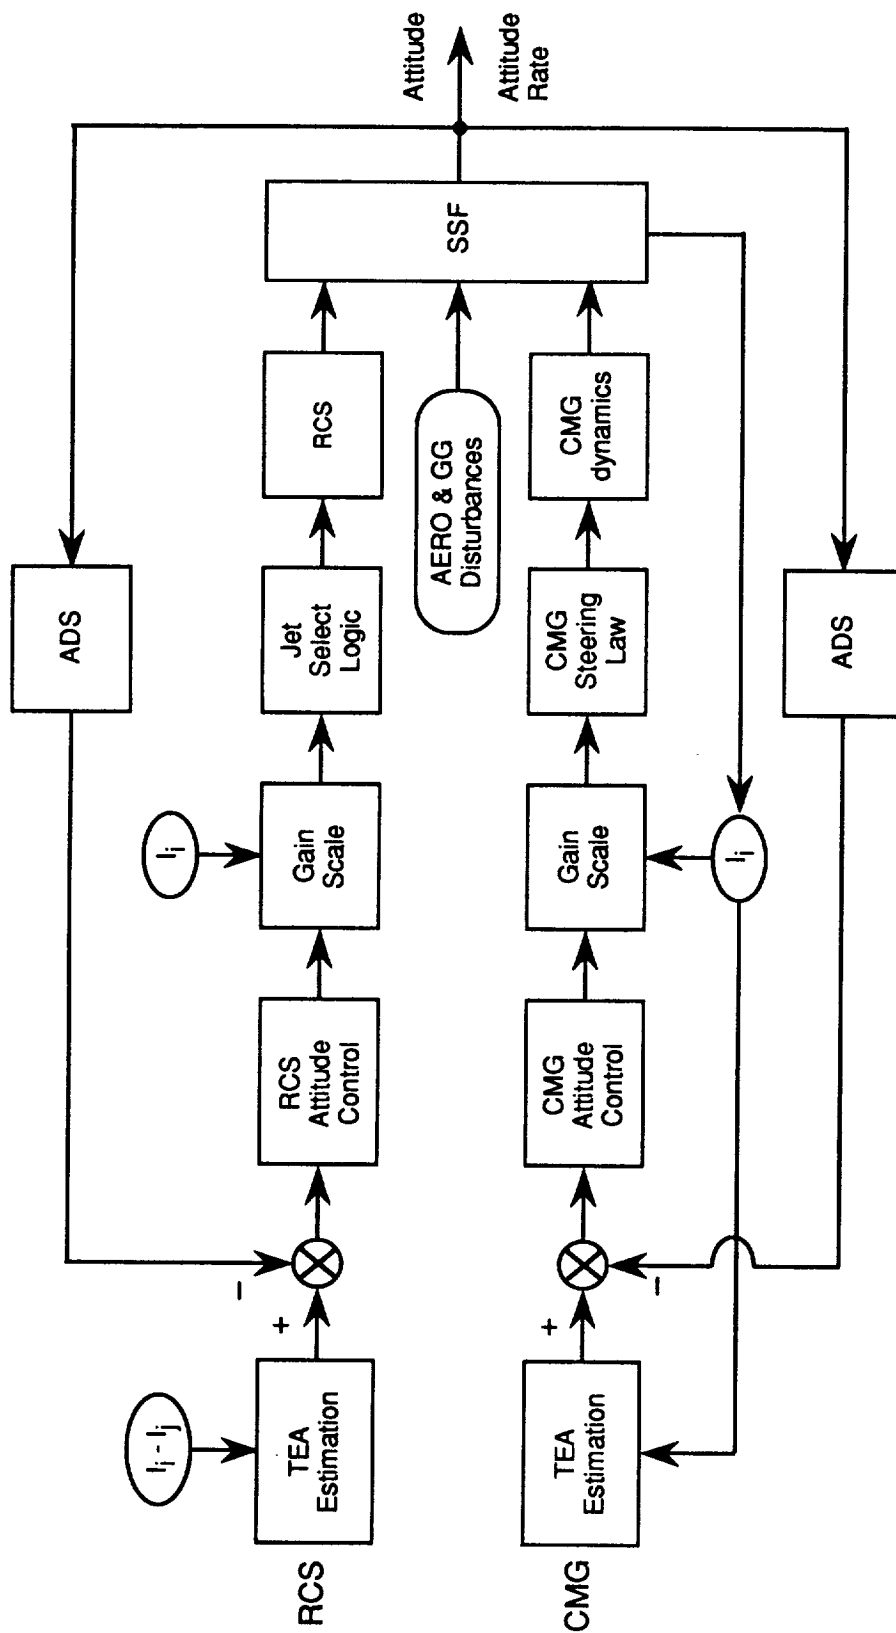 ADS
I_i - I_j
I_i
RCS
TEA
Estimation
+
−
RCS
Attitude
Control
Gain
Scale
Jet
Select
Logic
RCS
AERO & GG
Disturbances
SSF
Attitude
Attitude
Rate
CMG
TEA
Estimation
+
−
CMG
Attitude
Control
Gain
Scale
CMG
Steering
Law
CMG
dynamics
I_i
ADS